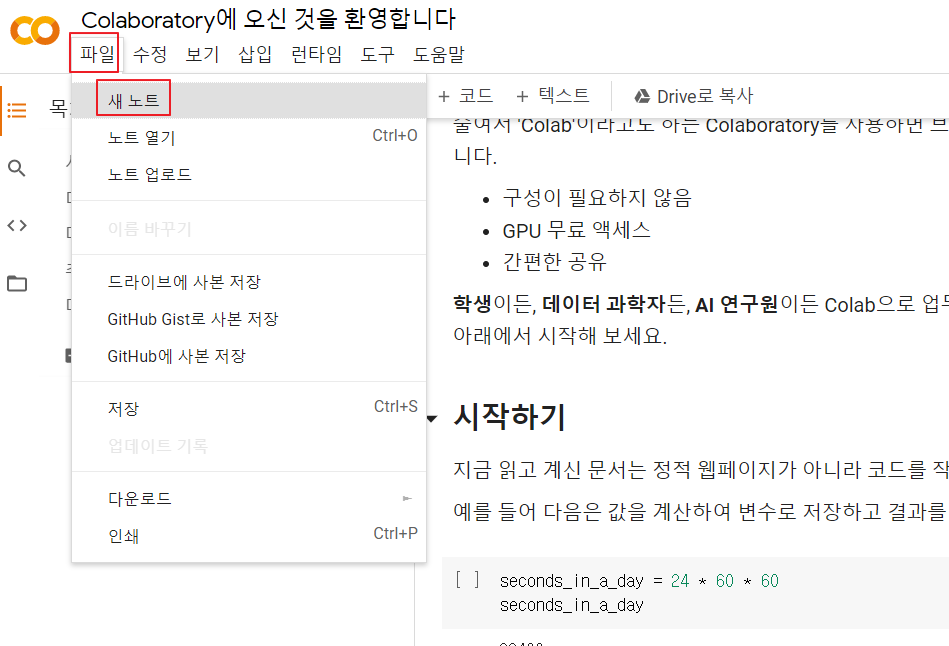 Colaboratory에 오신 것을 환영합니다
파일 수정 보기 삽입 런타임 도구 도움말
+ 코드 + 텍스트 Drive로 복사
새 노트
노트 열기 Ctrl+O
노트 업로드
이름 바꾸기
드라이브에 사본 저장
GitHub Gist로 사본 저장
GitHub에 사본 저장
저장 Ctrl+S
업데이트 기록
다운로드
인쇄 Ctrl+P
줄여서 'Colab'이라고도 하는 Colaboratory를 사용하면
니다.
• 구성이 필요하지 않음
• GPU 무료 액세스
• 간편한 공유
학생이든, 데이터 과학자든, AI 연구원이든 Colab으로
아래에서 시작해 보세요.
시작하기
지금 읽고 계신 문서는 정적 웹페이지가 아니라 코드를
예를 들어 다음은 값을 계산하여 변수로 저장하고 결과를
[ ] seconds_in_a_day = 24 * 60 * 60
seconds_in_a_day